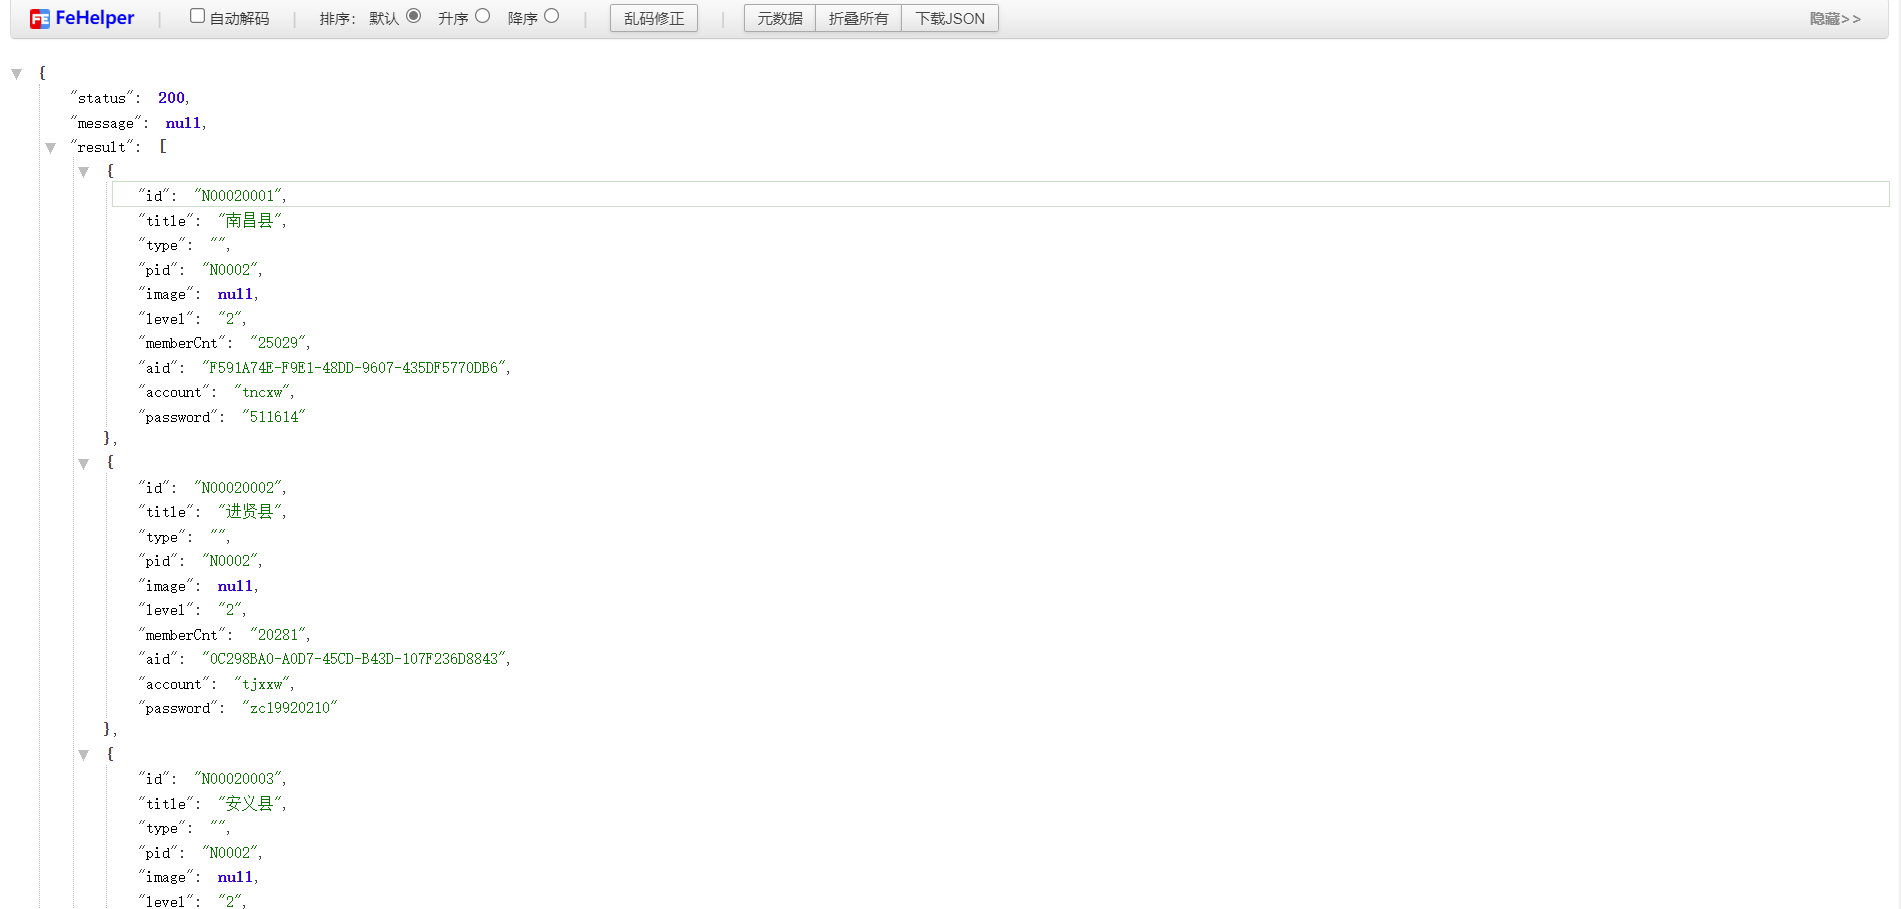 FeHelper | 自动解码 | 排序: 默认 升序 降序 | 乱码修正 | 元数据 折叠所有 下载JSON 隐藏>>
{
"status": 200,
"message": null,
"result": [
{
"id": "N00020001",
"title": "南昌县",
"type": "",
"pid": "N0002",
"image": null,
"level": "2",
"memberCnt": "25029",
"aid": "F591A74E-F9E1-48DD-9607-435DF5770DB6",
"account": "tncxw",
"password": "511614"
},
{
"id": "N00020002",
"title": "进贤县",
"type": "",
"pid": "N0002",
"image": null,
"level": "2",
"memberCnt": "20281",
"aid": "0C298BA0-A0D7-45CD-B43D-107F236D8843",
"account": "tjxxw",
"password": "zc19920210"
},
{
"id": "N00020003",
"title": "安义县",
"type": "",
"pid": "N0002",
"image": null,
"level": "2",